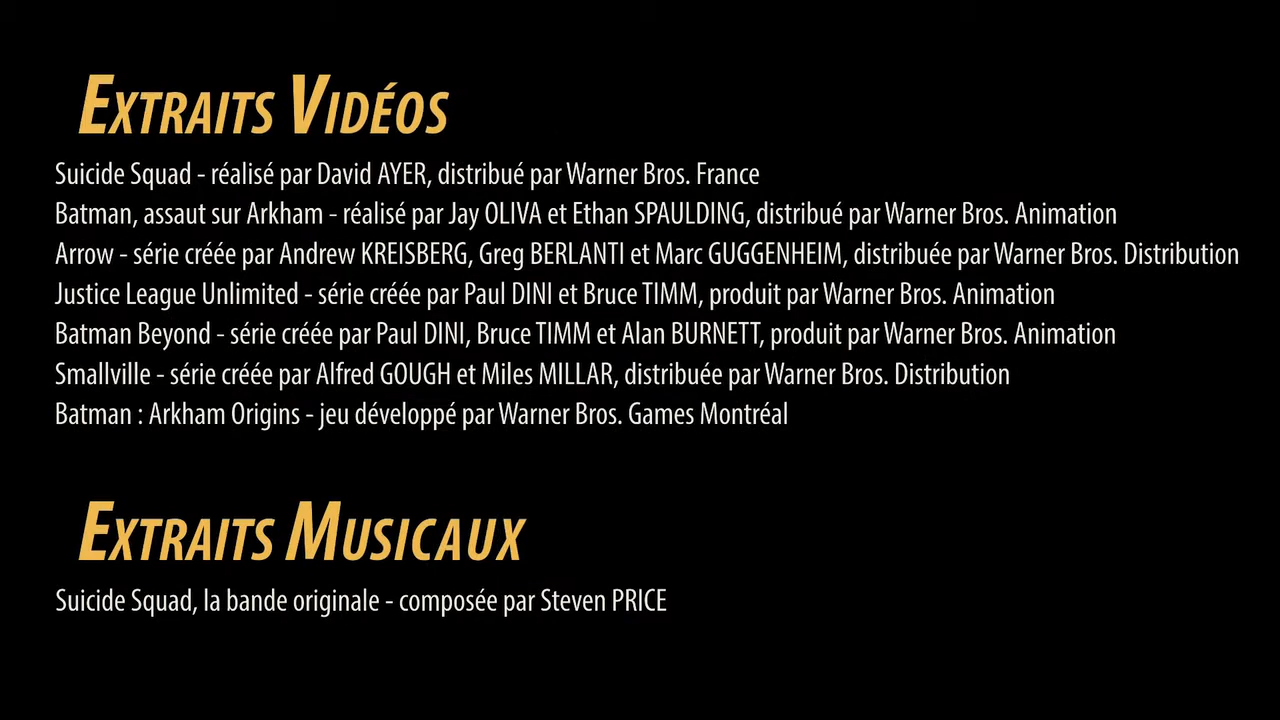 Extraits Vidéos
Suicide Squad - réalisé par David AYER, distribué par Warner Bros. France
Batman, assaut sur Arkham - réalisé par Jay OLIVA et Ethan SPAULDING, distribué par Warner Bros. Animation
Arrow - série créée par Andrew KREISBERG, Greg BERLANTI et Marc GUGGENHEIM, distribuée par Warner Bros. Distribution
Justice League Unlimited - série créée par Paul DINI et Bruce TIMM, produit par Warner Bros. Animation
Batman Beyond - série créée par Paul DINI, Bruce TIMM et Alan BURNETT, produit par Warner Bros. Animation
Smallville - série créée par Alfred GOUGH et Miles MILLAR, distribuée par Warner Bros. Distribution
Batman : Arkham Origins - jeu développé par Warner Bros. Games Montréal
Extraits Musicaux
Suicide Squad, la bande originale - composée par Steven PRICE